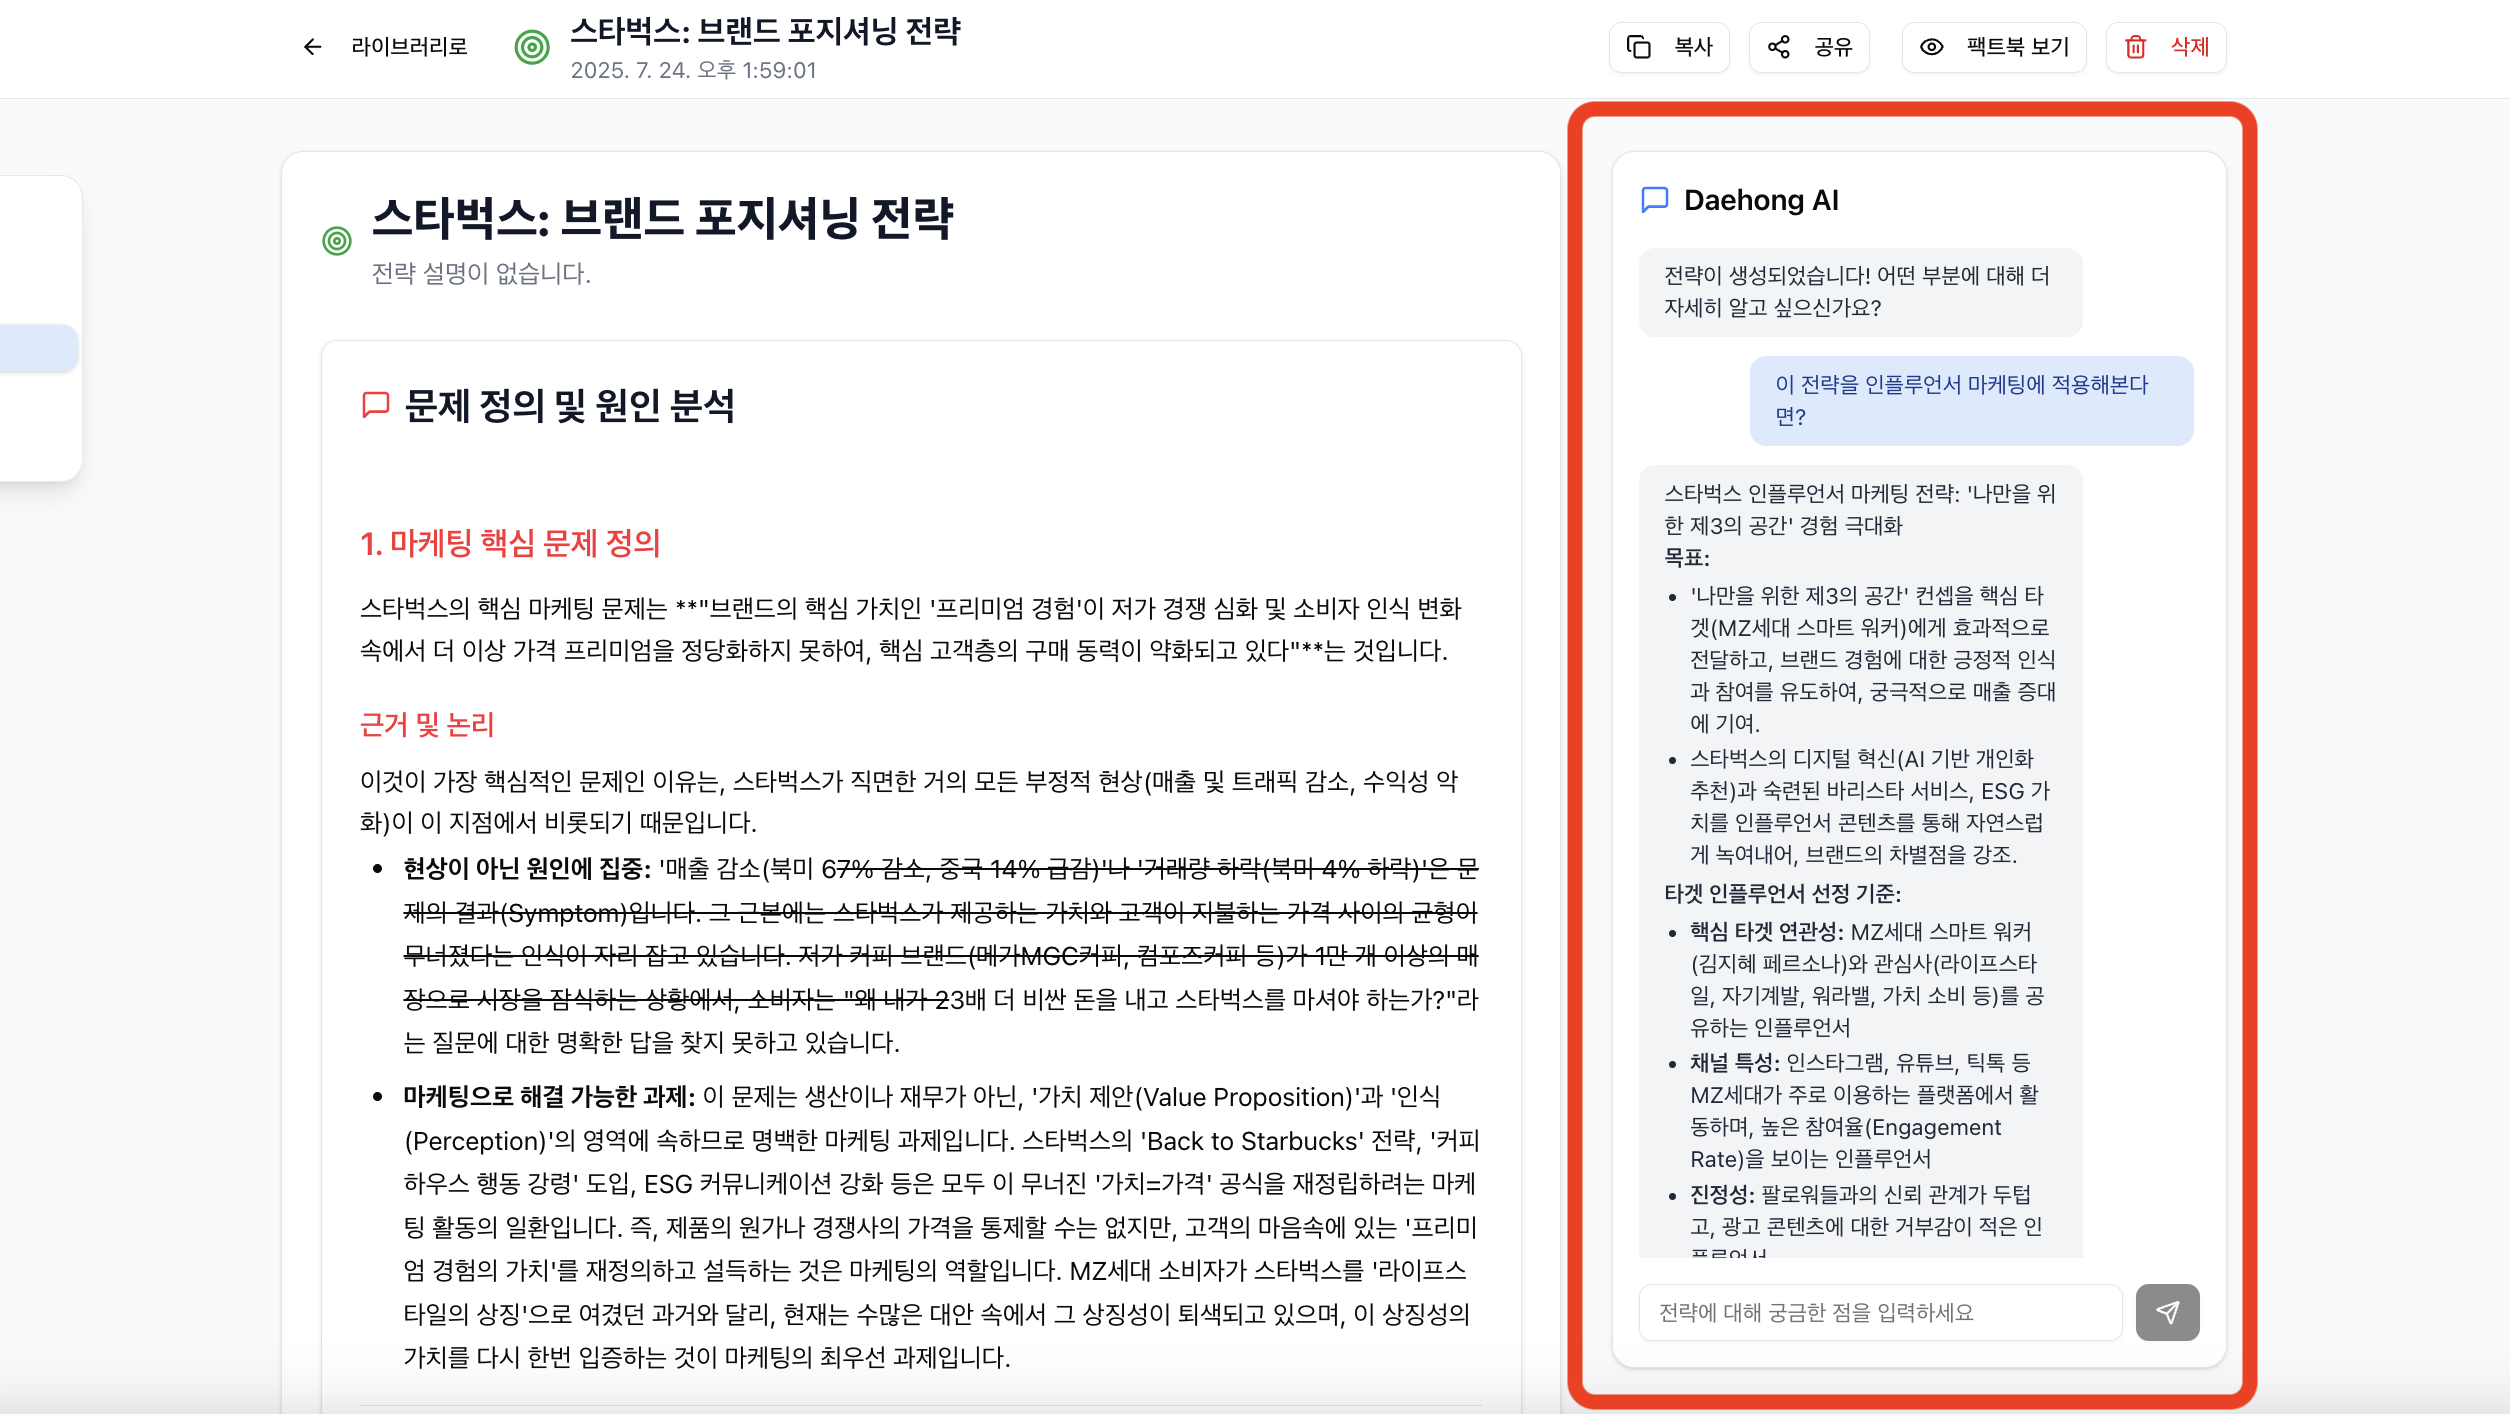 라이브러리로
스타벅스: 브랜드 포지셔닝 전략
2025. 7. 24. 오후 1:59:01
복사
공유
팩트북 보기
삭제
스타벅스: 브랜드 포지셔닝 전략
전략 설명이 없습니다.
문제 정의 및 원인 분석
1. 마케팅 핵심 문제 정의
스타벅스의 핵심 마케팅 문제는 **"브랜드의 핵심 가치인 '프리미엄 경험'이 저가 경쟁 심화 및 소비자 인식 변화
속에서 더 이상 가격 프리미엄을 정당화하지 못하여, 핵심 고객층의 구매 동력이 약화되고 있다"**는 것입니다.
근거 및 논리
이것이 가장 핵심적인 문제인 이유는, 스타벅스가 직면한 거의 모든 부정적 현상(매출 및 트래픽 감소, 수익성 악
화)이 이 지점에서 비롯되기 때문입니다.
• 현상이 아닌 원인에 집중: '매출 감소(북미 67% 감소, 중국 14% 급감)'나 '거래량 하락(북미 4% 하락)'은 문
제의 결과(Symptom)입니다. 그 근본에는 스타벅스가 제공하는 가치와 고객이 지불하는 가격 사이의 균형이
무너졌다는 인식이 자리 잡고 있습니다. 저가 커피 브랜드(메가MGC커피, 컴포즈커피 등)가 1만 개 이상의 매
장으로 시장을 잠식하는 상황에서, 소비자는 "왜 내가 23배 더 비싼 돈을 내고 스타벅스를 마셔야 하는가?"라
는 질문에 대한 명확한 답을 찾지 못하고 있습니다.
• 마케팅으로 해결 가능한 과제: 이 문제는 생산이나 재무가 아닌, '가치 제안(Value Proposition)'과 '인식
(Perception)'의 영역에 속하므로 명백한 마케팅 과제입니다. 스타벅스의 'Back to Starbucks' 전략, '커피
하우스 행동 강령' 도입, ESG 커뮤니케이션 강화 등은 모두 이 무너진 '가치=가격' 공식을 재정립하려는 마케
팅 활동의 일환입니다. 즉, 제품의 원가나 경쟁사의 가격을 통제할 수는 없지만, 고객의 마음속에 있는 '프리미
엄 경험의 가치'를 재정의하고 설득하는 것은 마케팅의 역할입니다. MZ세대 소비자가 스타벅스를 '라이프스
타일의 상징'으로 여겼던 과거와 달리, 현재는 수많은 대안 속에서 그 상징성이 퇴색되고 있으며, 이 상징성의
가치를 다시 한번 입증하는 것이 마케팅의 최우선 과제입니다.
Daehong AI
전략이 생성되었습니다! 어떤 부분에 대해 더
자세히 알고 싶으신가요?
이 전략을 인플루언서 마케팅에 적용해본다
면?
스타벅스 인플루언서 마케팅 전략: '나만을 위
한 제3의 공간' 경험 극대화
목표:
• '나만을 위한 제3의 공간' 컨셉을 핵심 타
겟(MZ세대 스마트 워커)에게 효과적으로
전달하고, 브랜드 경험에 대한 긍정적 인식
과 참여를 유도하여, 궁극적으로 매출 증대
에 기여.
• 스타벅스의 디지털 혁신(AI 기반 개인화
추천)과 숙련된 바리스타 서비스, ESG 가
치를 인플루언서 콘텐츠를 통해 자연스럽
게 녹여내어, 브랜드의 차별점을 강조.
타겟 인플루언서 선정 기준:
• 핵심 타겟 연관성: MZ세대 스마트 워커
(김지혜 페르소나)와 관심사(라이프스타
일, 자기계발, 워라밸, 가치 소비 등)를 공
유하는 인플루언서
• 채널 특성: 인스타그램, 유튜브, 틱톡 등
MZ세대가 주로 이용하는 플랫폼에서 활
동하며, 높은 참여율(Engagement
Rate)을 보이는 인플루언서
• 진정성: 팔로워들과의 신뢰 관계가 두텁
고, 광고 콘텐츠에 대한 거부감이 적은 인
플루언서
전략에 대해 궁금한 점을 입력하세요